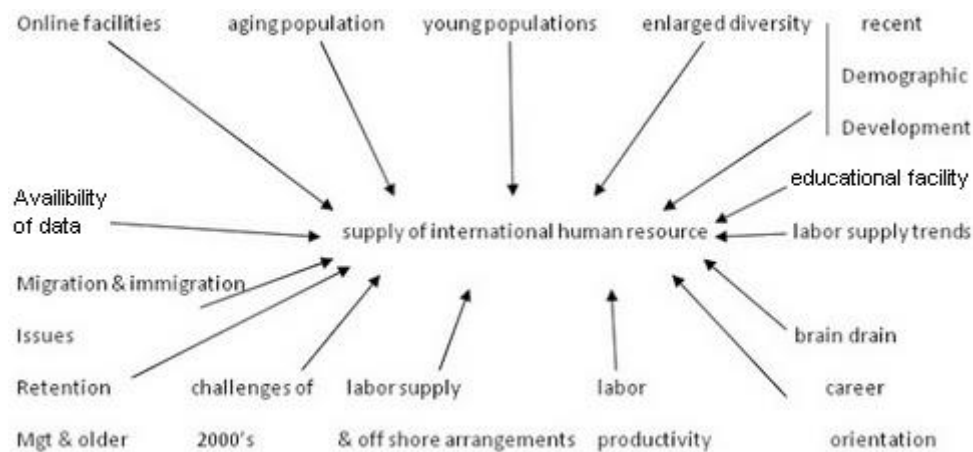 Online facilities
aging population
young populations
enlarged diversity
recent
Demographic
Development
Availibility
of data
supply of international human resource
educational facility
labor supply trends
Migration & immigration
Issues
brain drain
Retention
Mgt & older
challenges of
2000's
labor supply
& off shore arrangements
labor
productivity
career
orientation